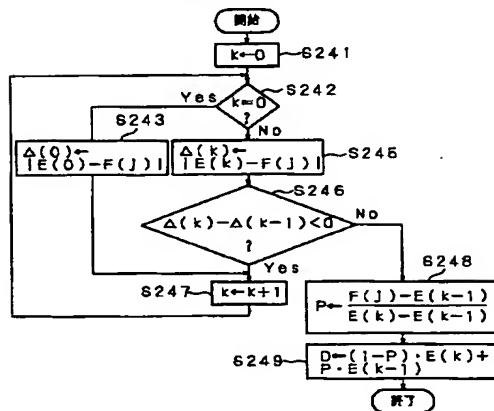 開始
k←0
S241
S242
Yes
k=0
?
S243
No
Δ(0)←
|E(0)-F(j)|
Δ(k)←
|E(k)-F(j)|
S245
S246
Δ(k)-Δ(k-1)<0
?
No
Yes
S247
k←k+1
S248
P← F(j)-E(k-1)
E(k)-E(k-1)
S249
D←(1-P)·E(k)+
P·E(k-1)
終了